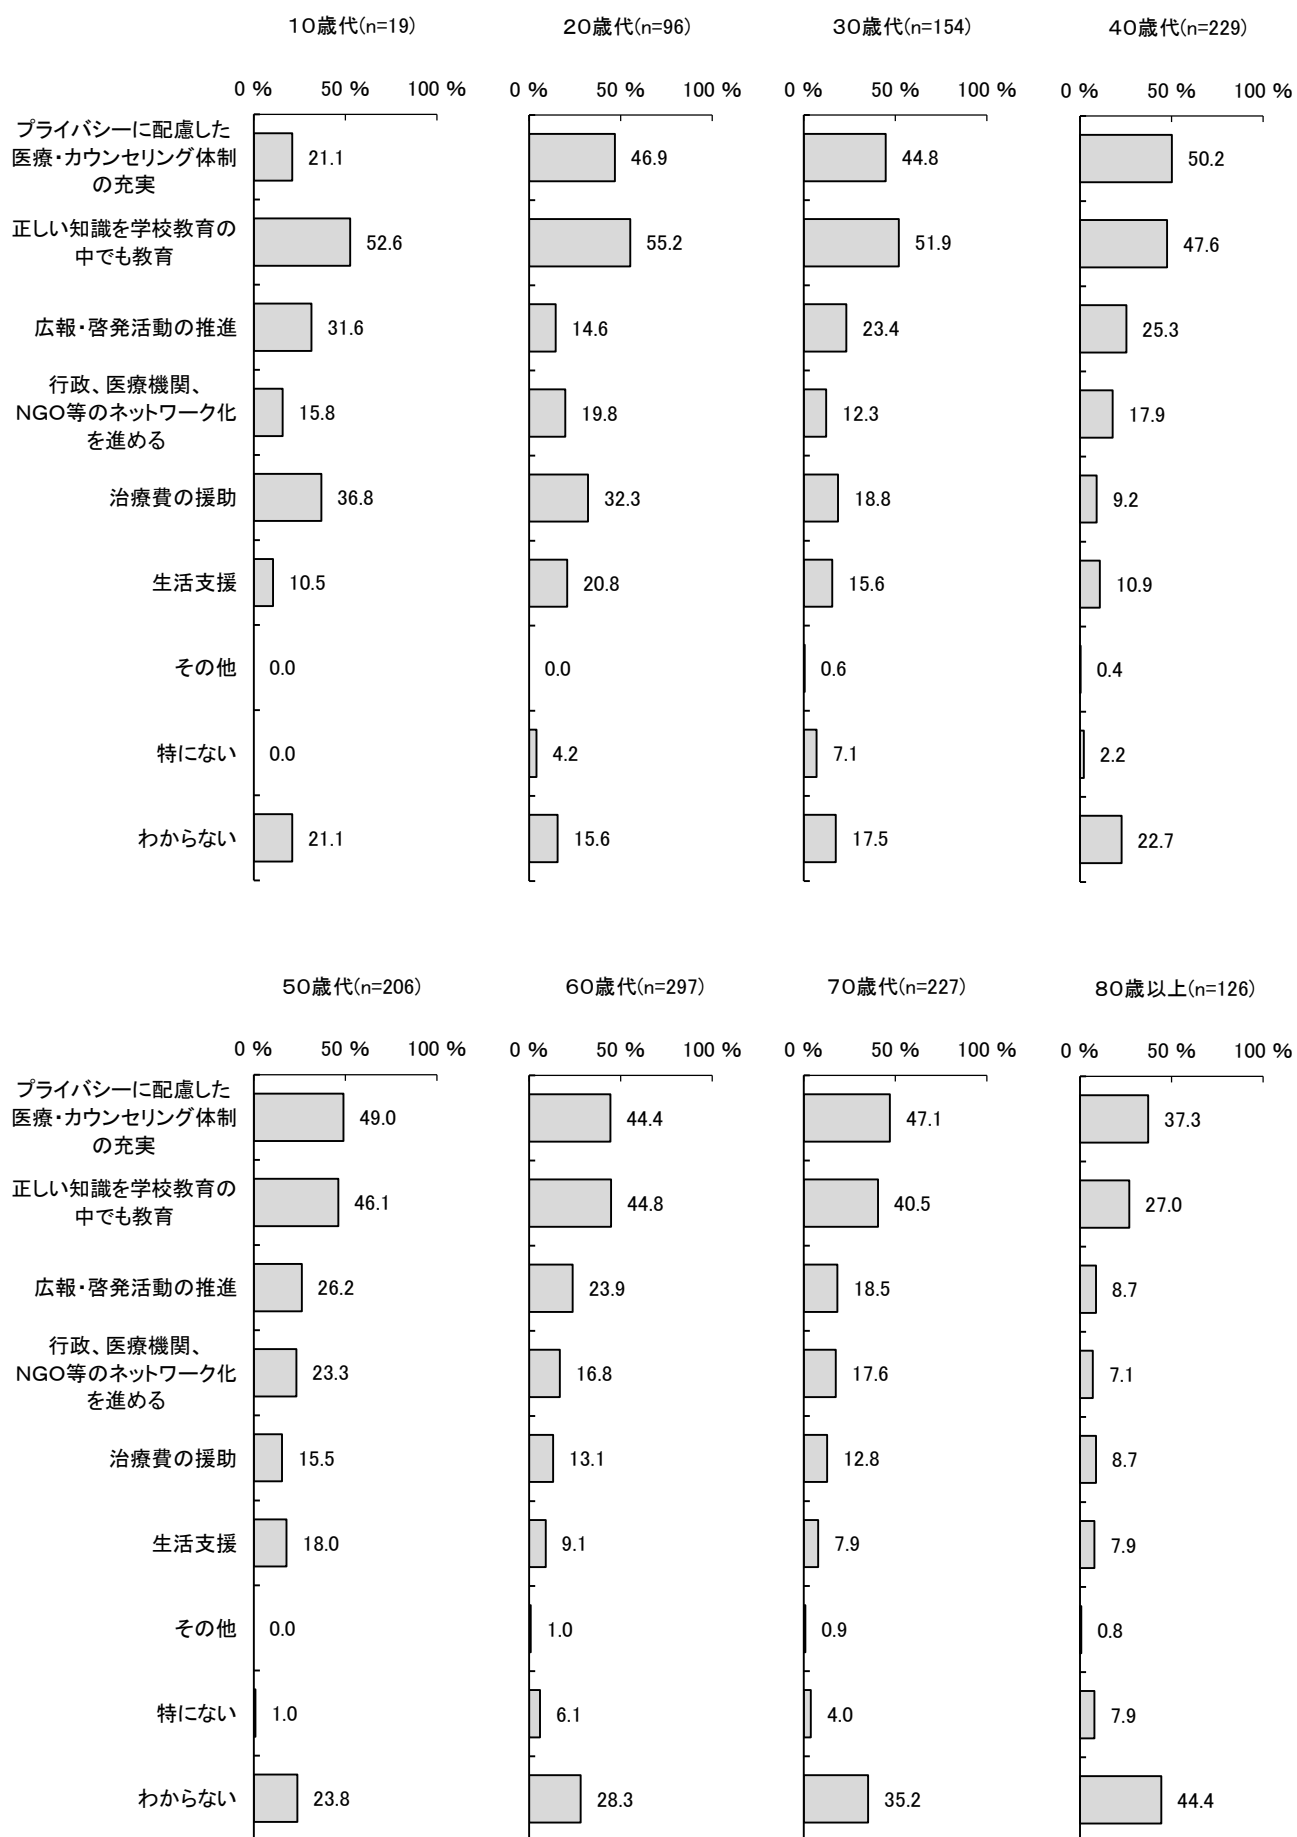 10歳代(n=19) 20歳代(n=96) 30歳代(n=154) 40歳代(n=229)
0 % 50 % 100 % 0 % 50 % 100 % 0 % 50 % 100 % 0 % 50 % 100 %
プライバシーに配慮した
医療・カウンセリング体制
の充実
21.1 46.9 44.8 50.2
正しい知識を学校教育の
中でも教育
52.6 55.2 51.9 47.6
広報・啓発活動の推進 31.6 14.6 23.4 25.3
行政、医療機関、
NGO等のネットワーク化
を進める
15.8 19.8 12.3 17.9
治療費の援助 36.8 32.3 18.8 9.2
生活支援 10.5 20.8 15.6 10.9
その他 0.0 0.0 0.6 0.4
特にない 0.0 4.2 7.1 2.2
わからない 21.1 15.6 17.5 22.7
50歳代(n=206) 60歳代(n=297) 70歳代(n=227) 80歳以上(n=126)
0 % 50 % 100 % 0 % 50 % 100 % 0 % 50 % 100 % 0 % 50 % 100 %
プライバシーに配慮した
医療・カウンセリング体制
の充実
49.0 44.4 47.1 37.3
正しい知識を学校教育の
中でも教育
46.1 44.8 40.5 27.0
広報・啓発活動の推進 26.2 23.9 18.5 8.7
行政、医療機関、
NGO等のネットワーク化
を進める
23.3 16.8 17.6 7.1
治療費の援助 15.5 13.1 12.8 8.7
生活支援 18.0 9.1 7.9 7.9
その他 0.0 1.0 0.9 0.8
特にない 1.0 6.1 4.0 7.9
わからない 23.8 28.3 35.2 44.4